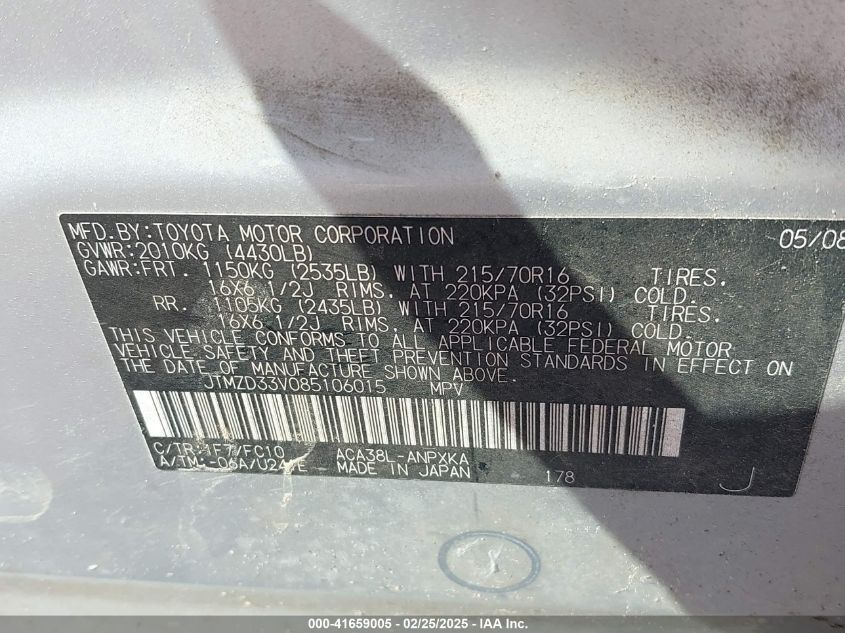 MFD.BY:TOYOTA MOTOR CORPORATION 05/08
GVWR:2010KG (4430LB)
GAWR:FRT. 1150KG (2535LB) WITH 215/70R16 TIRES.
16X6 1/2J RIMS. AT 220KPA (32PSI) COLD.
RR. 1105KG (2435LB) WITH 215/70R16 TIRES.
16X6 1/2J RIMS. AT 220KPA (32PSI) COLD.
THIS VEHICLE CONFORMS TO ALL APPLICABLE FEDERAL MOTOR
VEHICLE SAFETY AND THEFT PREVENTION STANDARDS IN EFFECT ON
THE DATE OF MANUFACTURE SHOWN ABOVE.
JTMZD33V085106015 MPV
C/TR:1F7/FC10 ACA38L-ANPXKA
MADE IN JAPAN 178 J
000-41659005 - 02/25/2025 - IAA Inc.